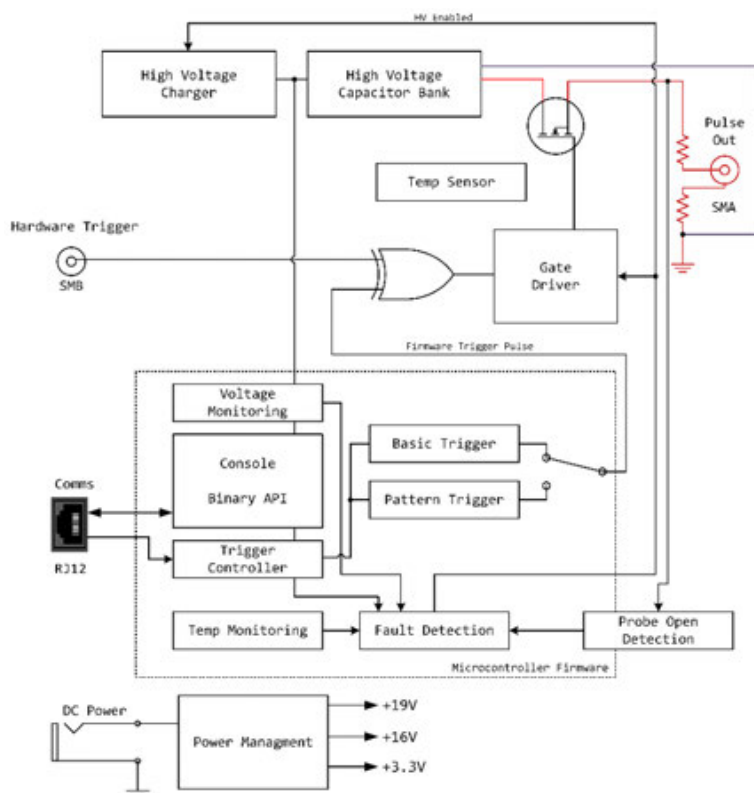 HV Enabled
High Voltage
Charger
High Voltage
Capacitor Bank
Pulse
Out
SMA
Temp Sensor
Hardware Trigger
SMB
Gate
Driver
Firmware Trigger Pulse
Voltage
Monitoring
Basic Trigger
Console
Binary API
Pattern Trigger
Comms
RJ12
Trigger
Controller
Temp Monitoring
Fault Detection
Probe Open
Detection
Microcontroller Firmware
DC Power
Power Managment
+19V
+16V
+3.3V